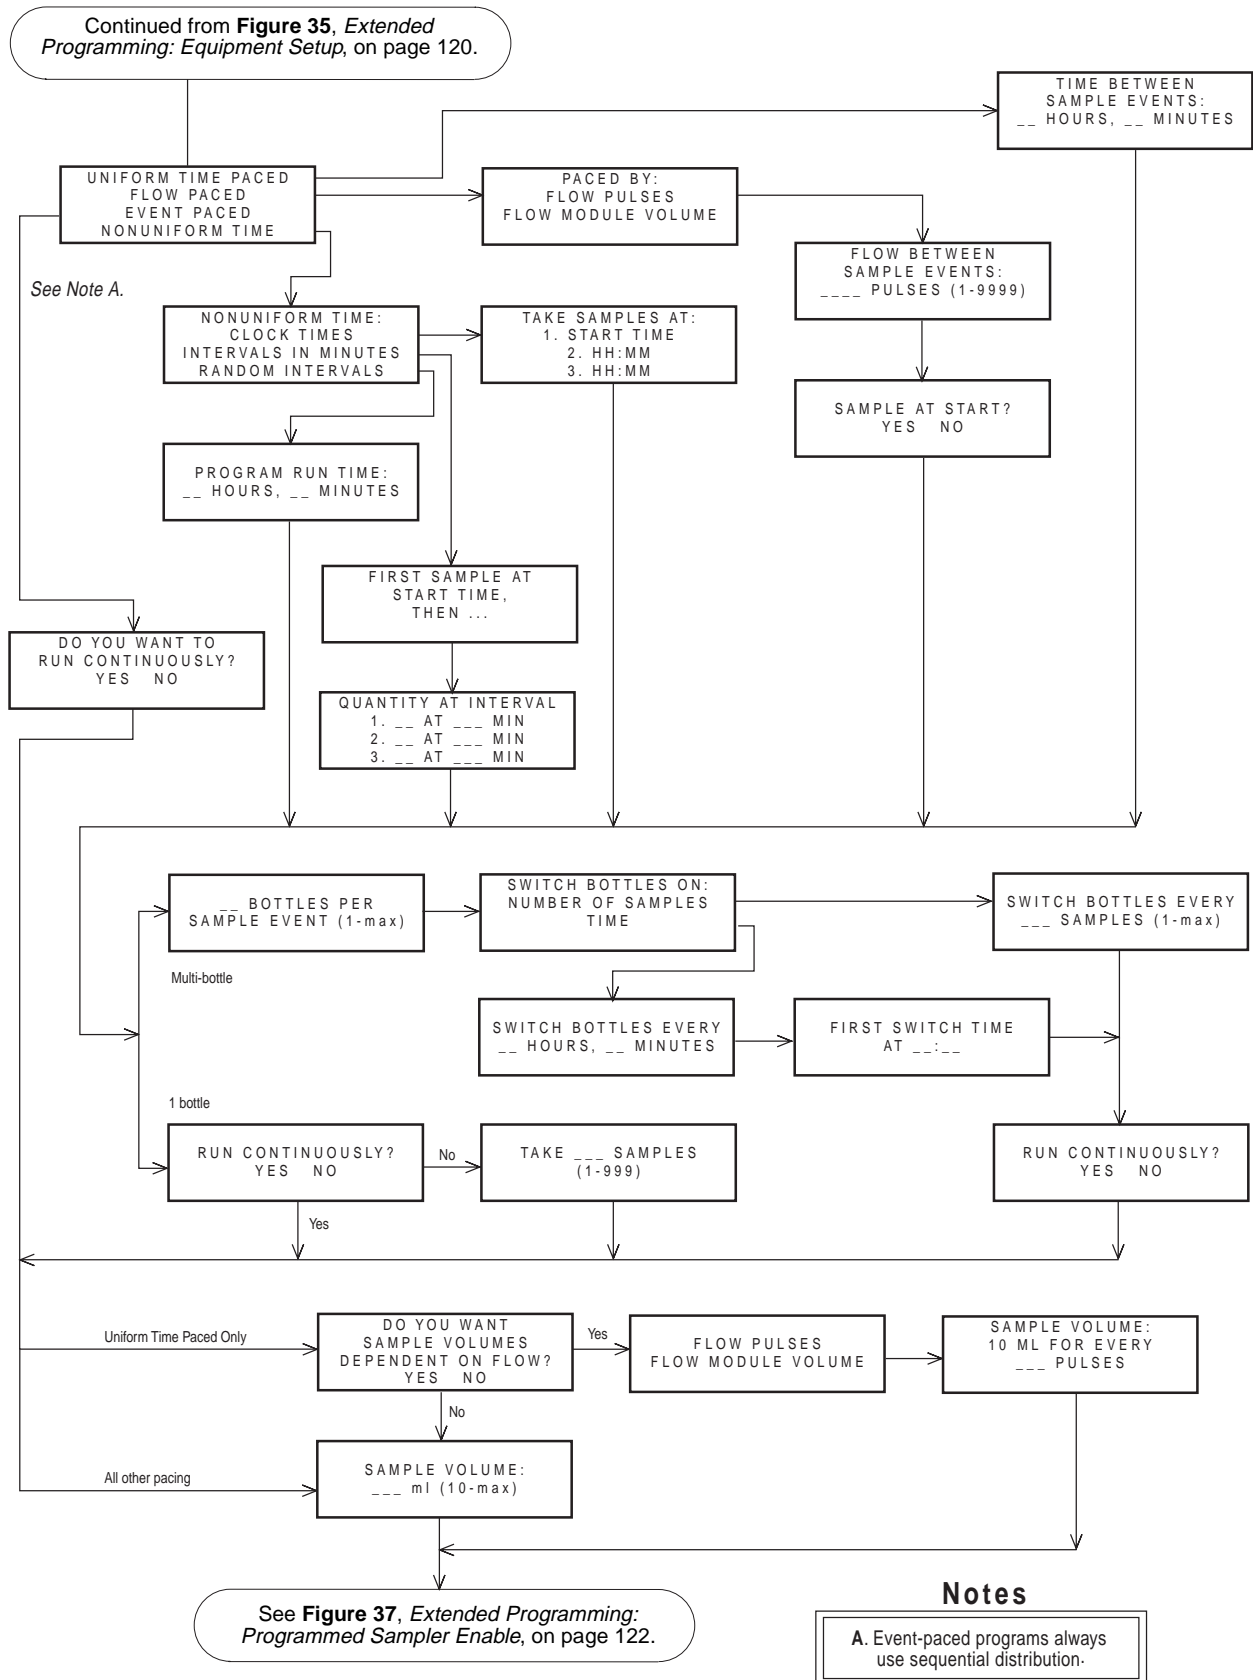 Continued from Figure 35, Extended
Programming: Equipment Setup, on page 120.
TIME BETWEEN
SAMPLE EVENTS:
__ HOURS, __ MINUTES
UNIFORM TIME PACED
FLOW PACED
EVENT PACED
NONUNIFORM TIME
PACED BY:
FLOW PULSES
FLOW MODULE VOLUME
FLOW BETWEEN
SAMPLE EVENTS:
____ PULSES (1-9999)
See Note A.
NONUNIFORM TIME:
CLOCK TIMES
INTERVALS IN MINUTES
RANDOM INTERVALS
TAKE SAMPLES AT:
1. START TIME
2. HH:MM
3. HH:MM
SAMPLE AT START?
YES NO
PROGRAM RUN TIME:
__ HOURS, __ MINUTES
FIRST SAMPLE AT
START TIME,
THEN ...
DO YOU WANT TO
RUN CONTINUOUSLY?
YES NO
QUANTITY AT INTERVAL
1. __ AT ___ MIN
2. __ AT ___ MIN
3. __ AT ___ MIN
__ BOTTLES PER
SAMPLE EVENT (1-max)
SWITCH BOTTLES ON:
NUMBER OF SAMPLES
TIME
SWITCH BOTTLES EVERY
___ SAMPLES (1-max)
Multi-bottle
SWITCH BOTTLES EVERY
__ HOURS, __ MINUTES
FIRST SWITCH TIME
AT __:__
1 bottle
RUN CONTINUOUSLY?
YES NO
No
TAKE ___ SAMPLES
(1-999)
RUN CONTINUOUSLY?
YES NO
Yes
Uniform Time Paced Only
DO YOU WANT
SAMPLE VOLUMES
DEPENDENT ON FLOW?
YES NO
Yes
FLOW PULSES
FLOW MODULE VOLUME
SAMPLE VOLUME:
10 ML FOR EVERY
___ PULSES
No
All other pacing
SAMPLE VOLUME:
___ ml (10-max)
See Figure 37, Extended Programming:
Programmed Sampler Enable, on page 122.
Notes
A. Event-paced programs always
use sequential distribution.